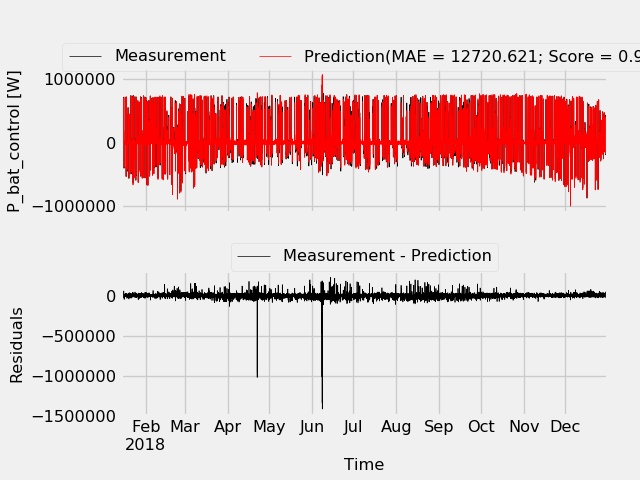 Measurement
Prediction(MAE = 12720.621; Score = 0.9
P_bat_control [W]
1000000
0
−1000000
Measurement - Prediction
Residuals
0
−500000
−1000000
−1500000
Feb Mar Apr May Jun Jul Aug Sep Oct Nov Dec
2018
Time